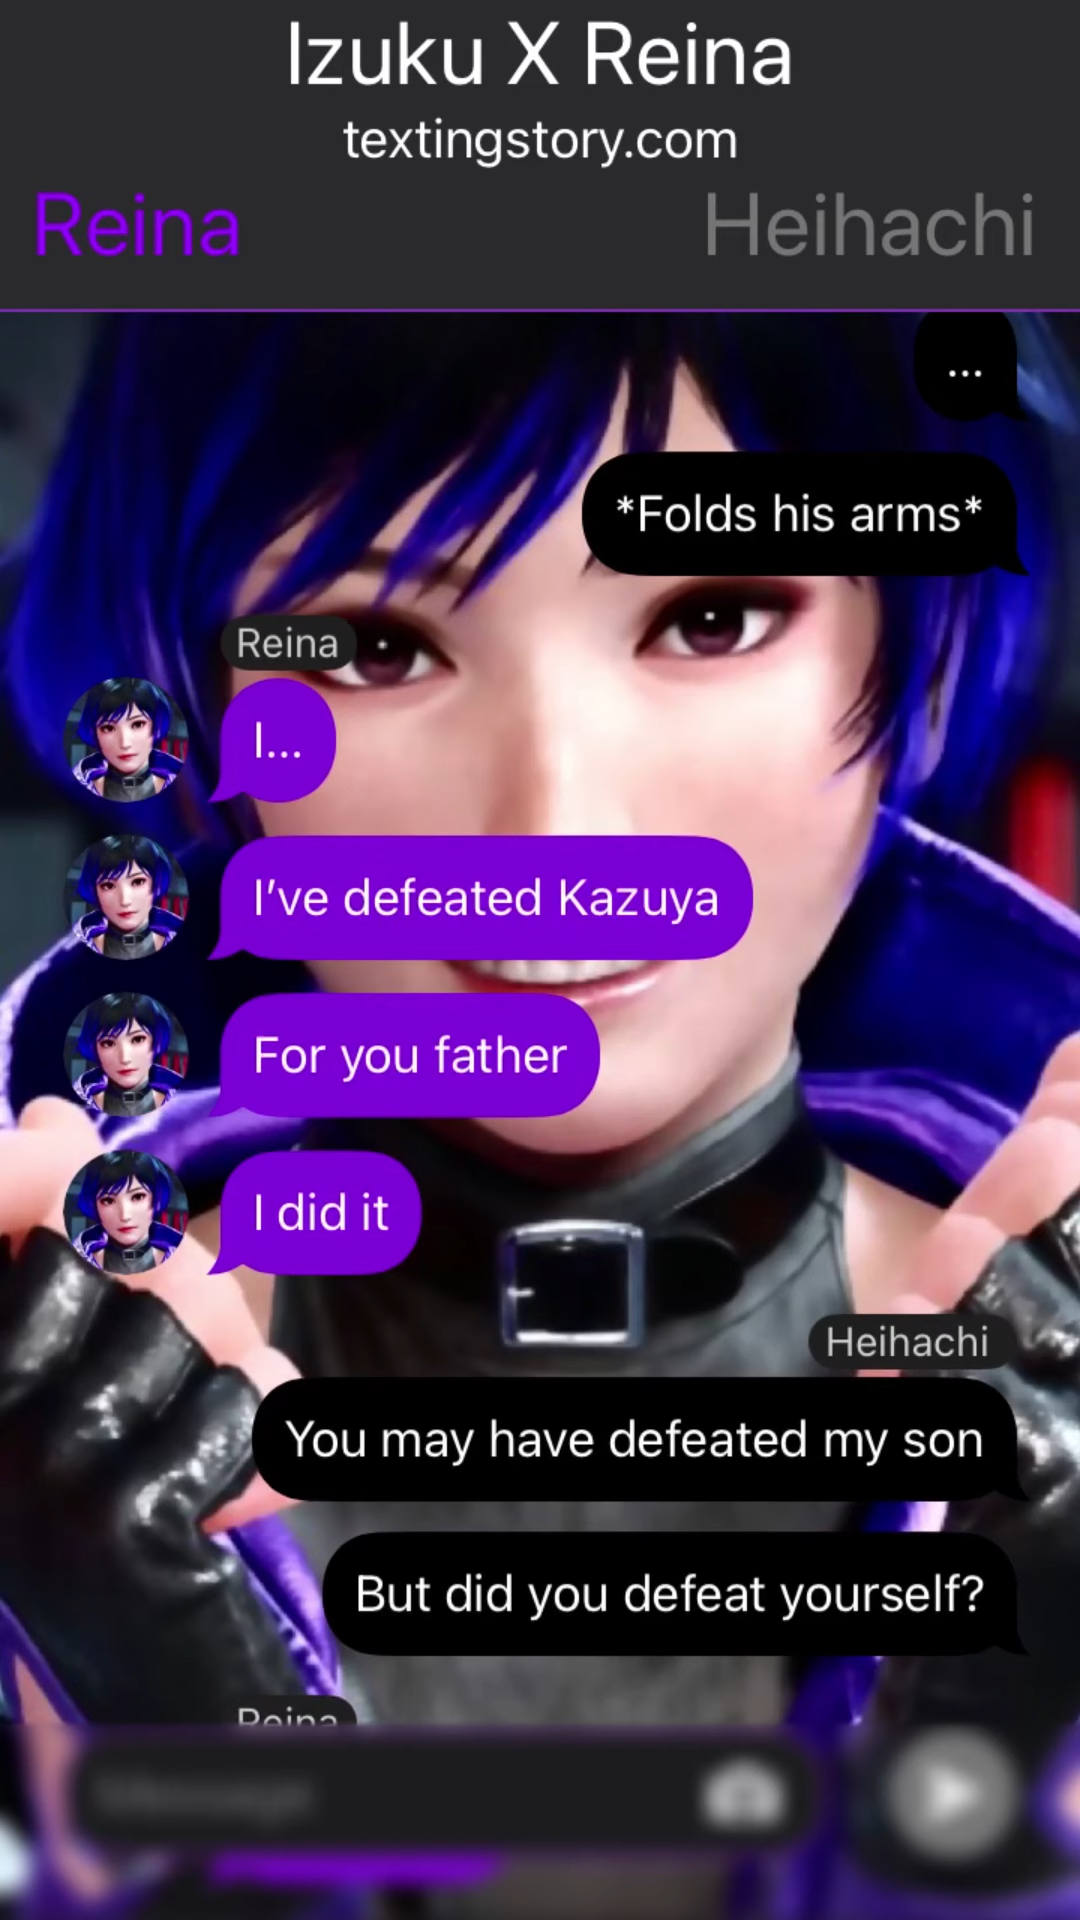 Izuku X Reina
textingstory.com
Reina
Heihachi
...
*Folds his arms*
Reina
I...
I've defeated Kazuya
For you father
I did it
Heihachi
You may have defeated my son
But did you defeat yourself?
Reina